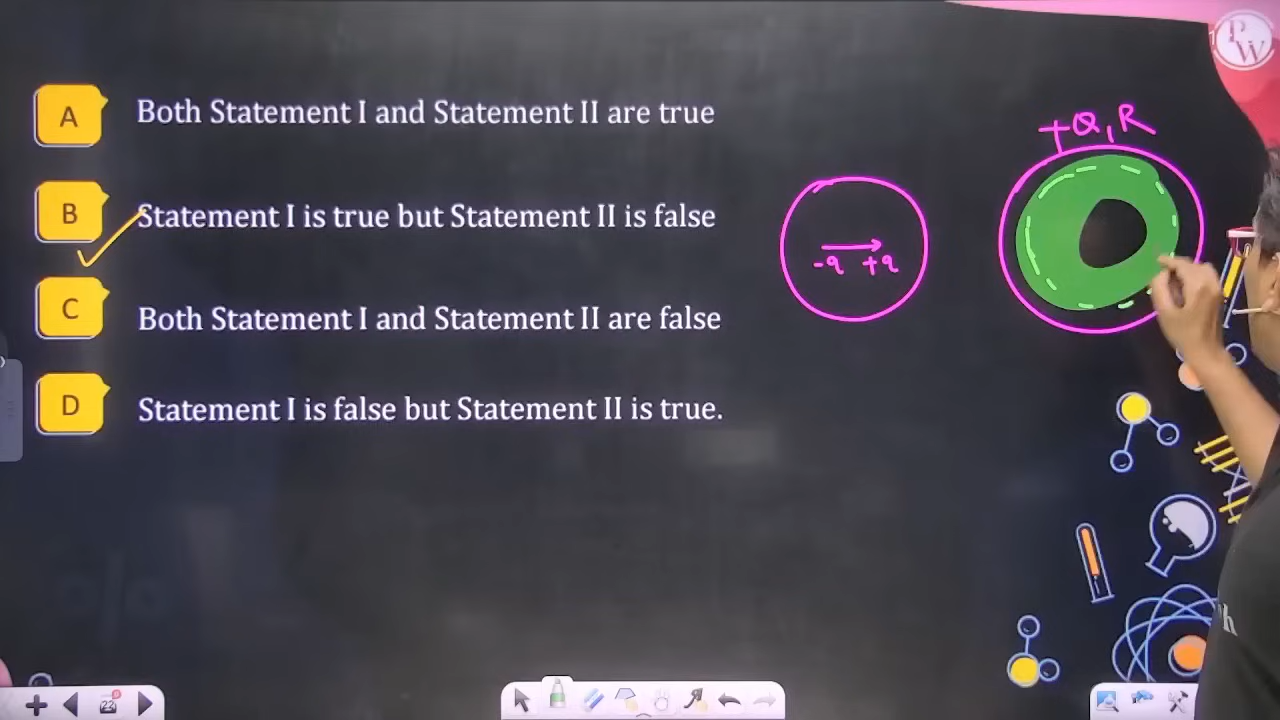 P
W
+Q, R
A
Both Statement I and Statement II are true
B
Statement I is true but Statement II is false
-q +q
C
Both Statement I and Statement II are false
D
Statement I is false but Statement II is true.
22